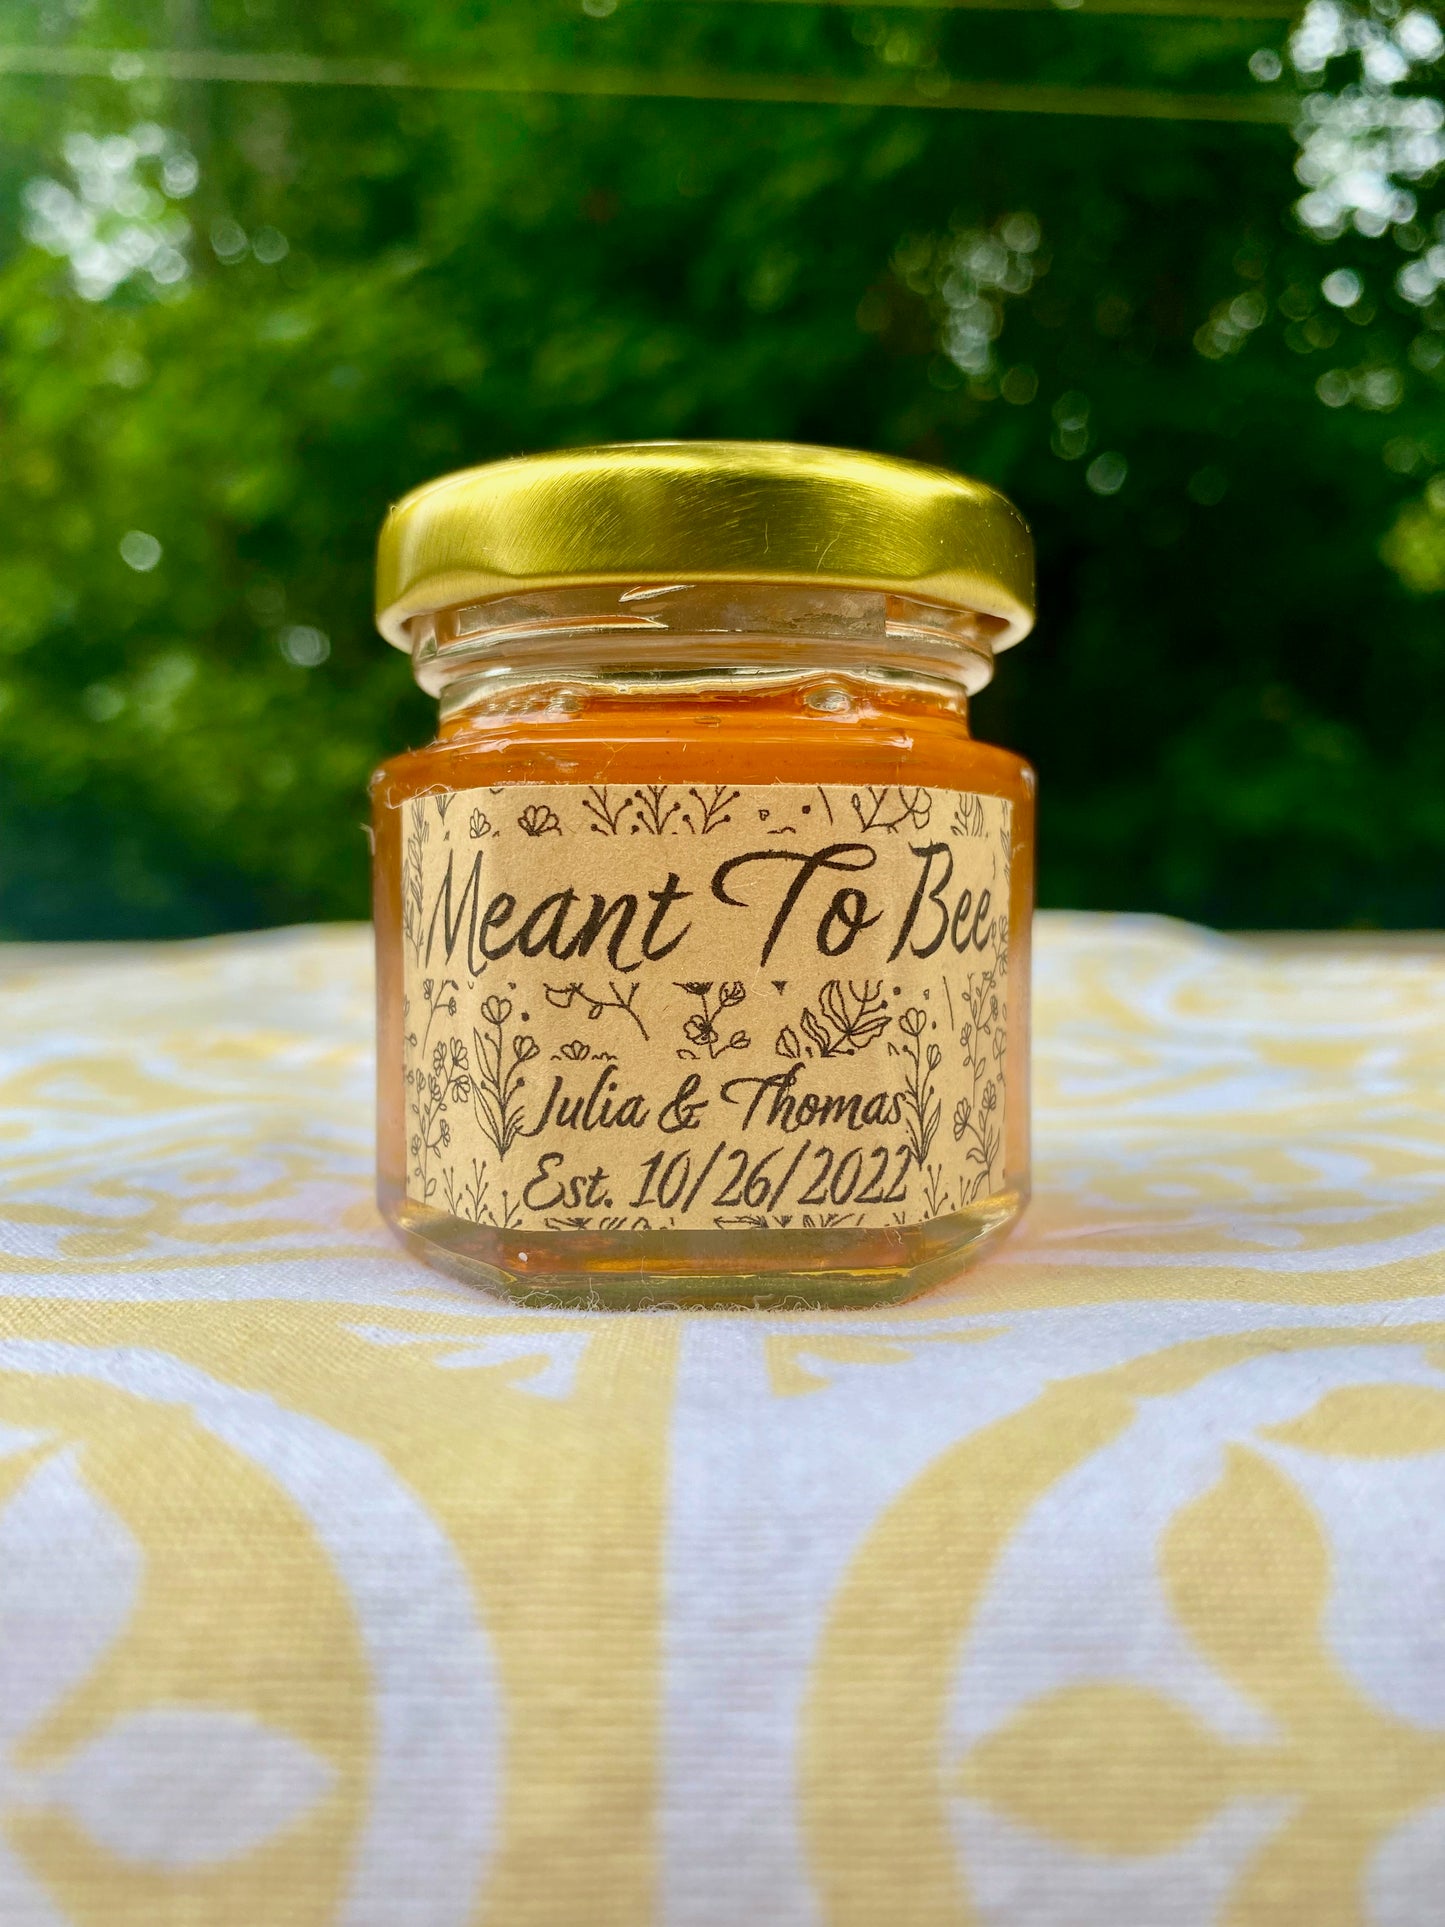 Meant To Bee
Julia & Thomas
Est. 10/26/2022